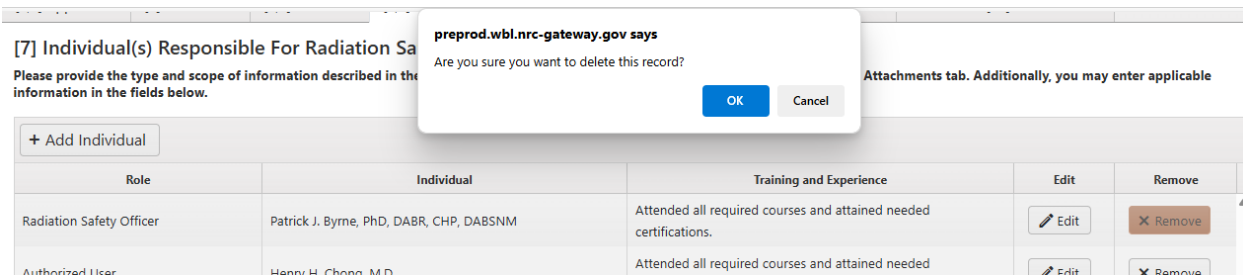 preprod.wbl.nrc-gateway.gov says
Are you sure you want to delete this record?
OK
Cancel
[7] Individual(s) Responsible For Radiation Sa
Please provide the type and scope of information described in the
Attachments tab. Additionally, you may enter applicable
information in the fields below.
+ Add Individual
Role Individual Training and Experience Edit Remove
Radiation Safety Officer Patrick J. Byrne, PhD, DABR, CHP, DABSNM Attended all required courses and attained needed certifications. Edit Remove
Authorized User Henry H. Chong, M.D. Attended all required courses and attained needed Edit Remove